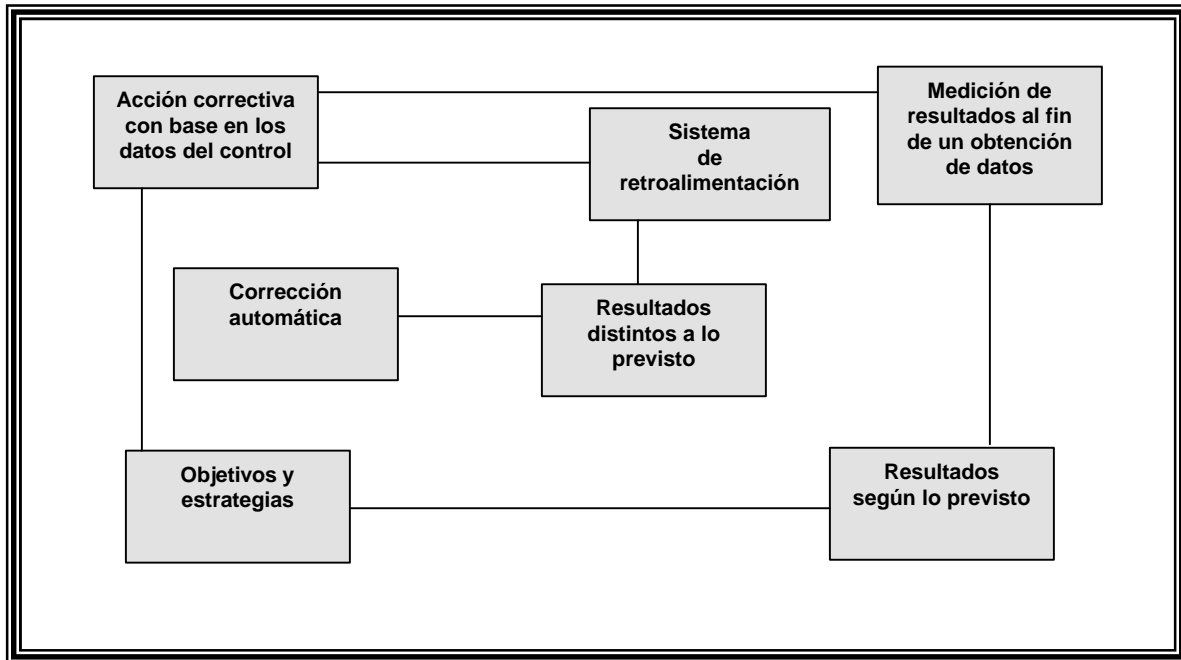 Acción correctiva
con base en los
datos del control
Medición de
resultados al fin
de un obtención
de datos
Sistema
de
retroalimentación
Corrección
automática
Resultados
distintos a lo
previsto
Objetivos y
estrategias
Resultados
según lo previsto